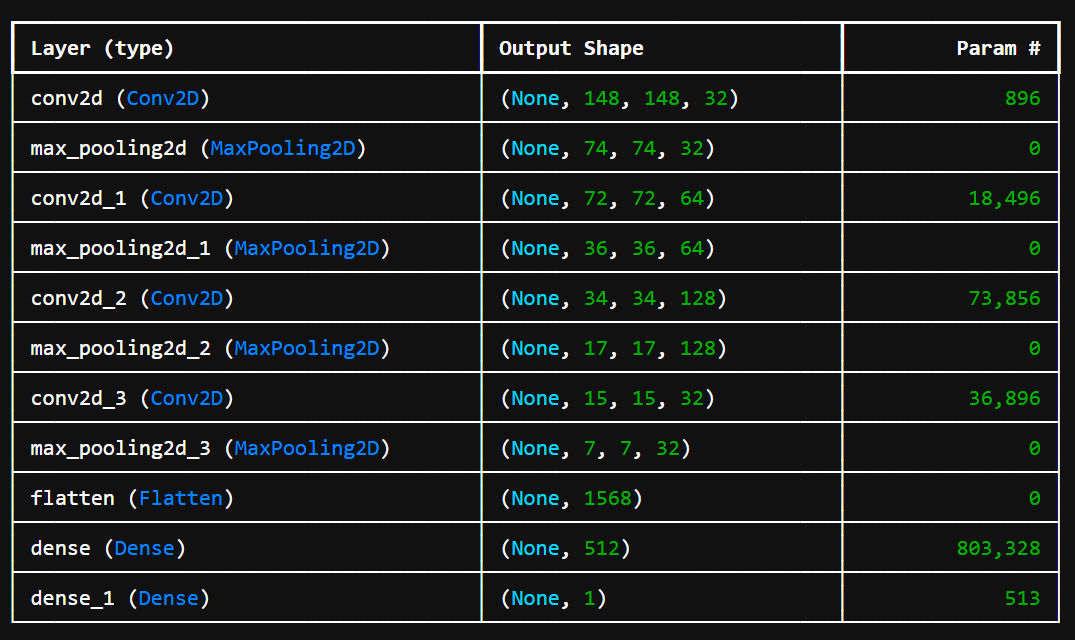 Layer (type) Output Shape Param #
conv2d (Conv2D) (None, 148, 148, 32) 896
max_pooling2d (MaxPooling2D) (None, 74, 74, 32) 0
conv2d_1 (Conv2D) (None, 72, 72, 64) 18,496
max_pooling2d_1 (MaxPooling2D) (None, 36, 36, 64) 0
conv2d_2 (Conv2D) (None, 34, 34, 128) 73,856
max_pooling2d_2 (MaxPooling2D) (None, 17, 17, 128) 0
conv2d_3 (Conv2D) (None, 15, 15, 32) 36,896
max_pooling2d_3 (MaxPooling2D) (None, 7, 7, 32) 0
flatten (Flatten) (None, 1568) 0
dense (Dense) (None, 512) 803,328
dense_1 (Dense) (None, 1) 513